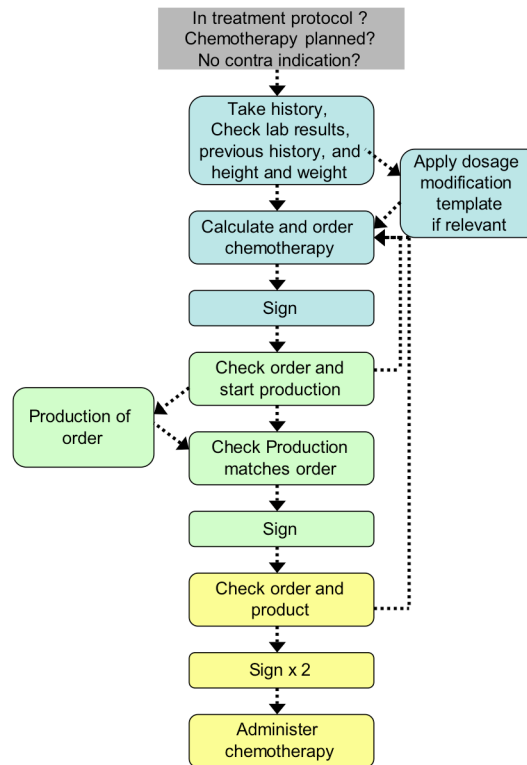 In treatment protocol ?
Chemotherapy planned?
No contra indication?
Take history,
Check lab results,
previous history, and
height and weight
Apply dosage
modification
template
if relevant
Calculate and order
chemotherapy
Sign
Check order and
start production
Production of
order
Check Production
matches order
Sign
Check order and
product
Sign x 2
Administer
chemotherapy